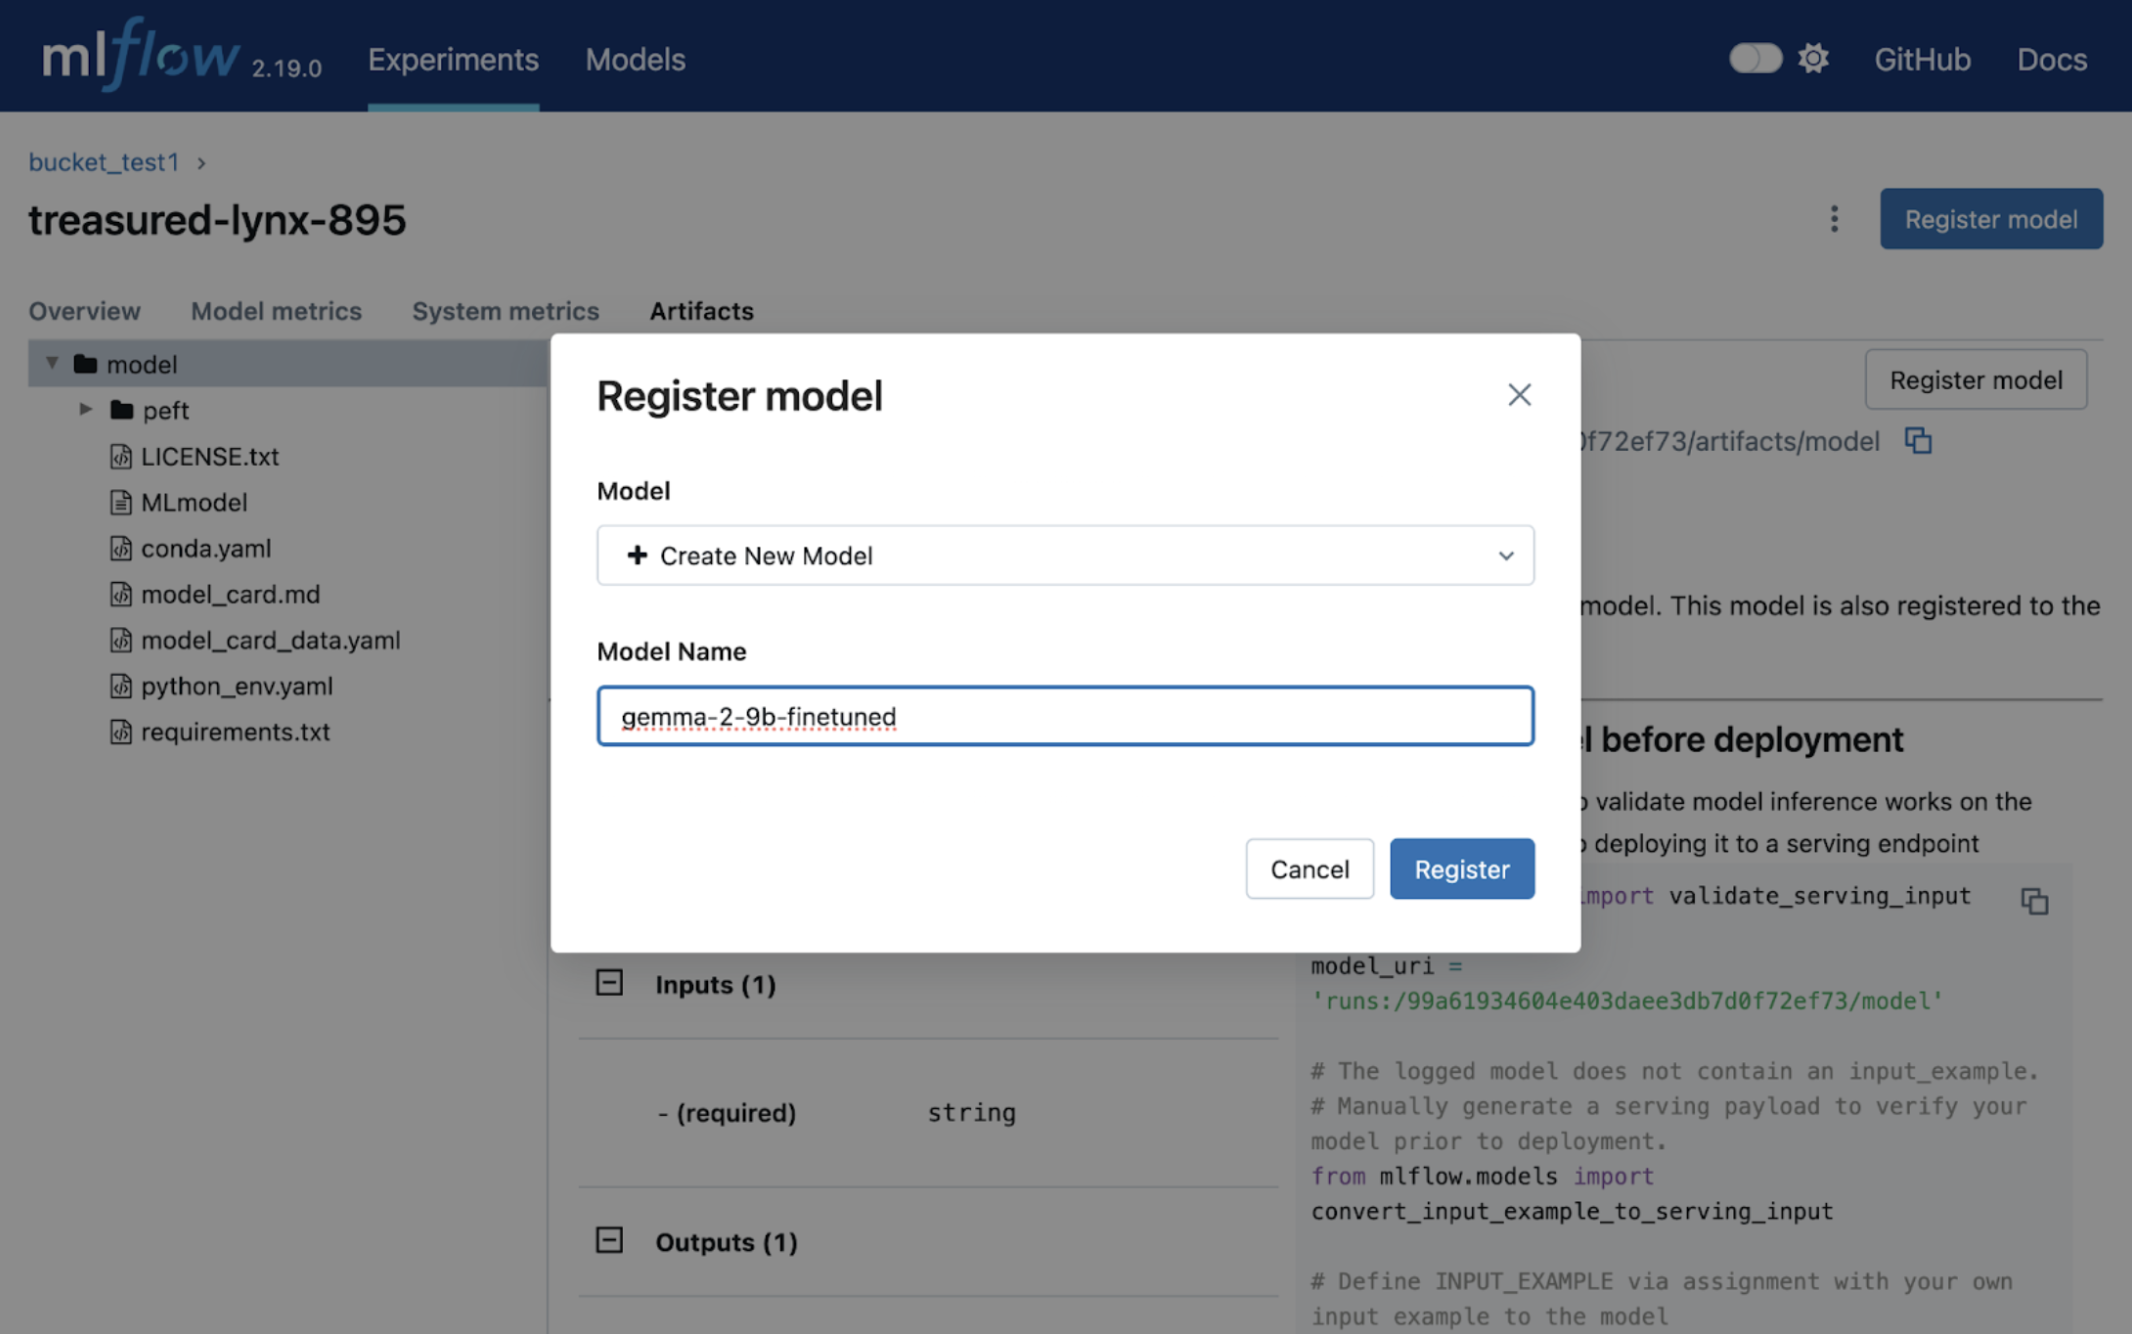 mlflow 2.19.0 Experiments Models GitHub Docs
bucket_test1 >
treasured-lynx-895
Register model
Overview Model metrics System metrics Artifacts
model
peft
LICENSE.txt
MLmodel
conda.yaml
model_card.md
model_card_data.yaml
python_env.yaml
requirements.txt
Register model
Model
+ Create New Model
Model Name
gemma-2-9b-finetuned
Cancel Register
Register model
0f72ef73/artifacts/model
model. This model is also registered to the
before deployment
validate model inference works on the
deploying it to a serving endpoint
import validate_serving_input
model_uri =
'runs:/99a61934604e403daee3db7d0f72ef73/model'
# The logged model does not contain an input_example.
# Manually generate a serving payload to verify your
model prior to deployment.
from mlflow.models import
convert_input_example_to_serving_input
# Define INPUT_EXAMPLE via assignment with your own
input example to the model
Inputs (1)
- (required) string
Outputs (1)